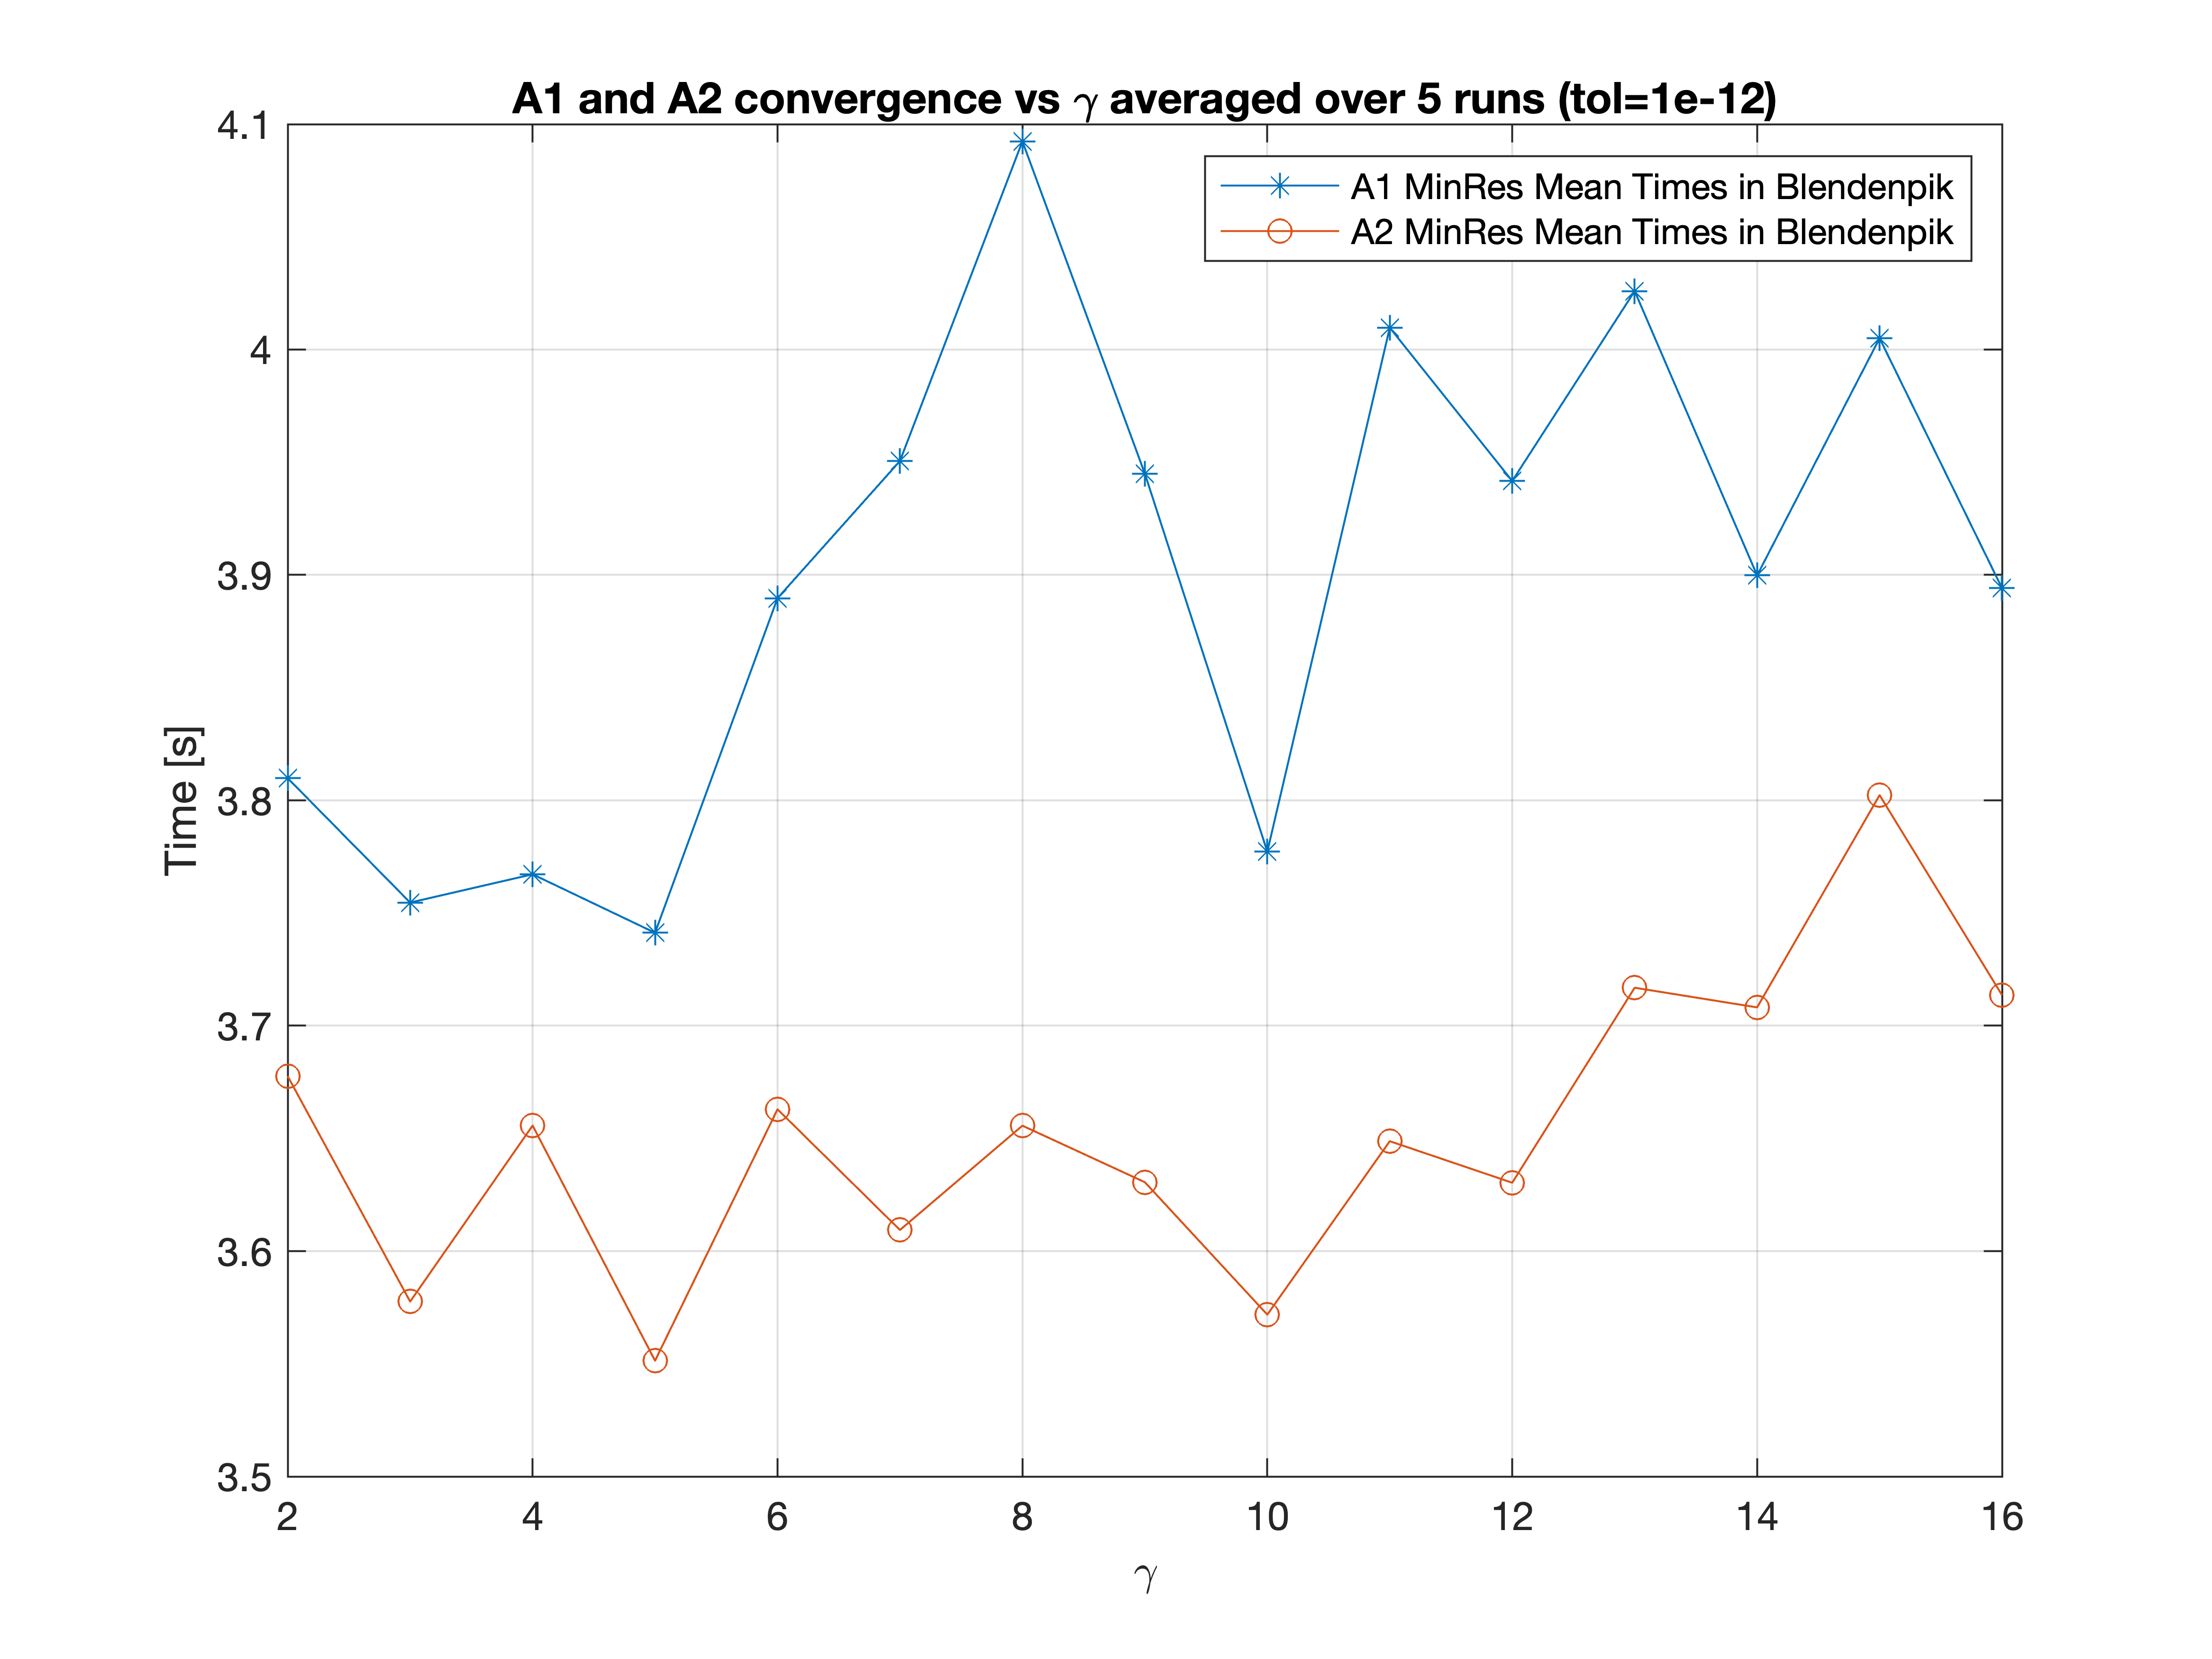 A1 and A2 convergence vs γ averaged over 5 runs (tol=1e-12)
A1 MinRes Mean Times in Blendenpik
A2 MinRes Mean Times in Blendenpik
4.1
4
3.9
3.8
3.7
3.6
3.5
Time [s]
2 4 6 8 10 12 14 16
γ